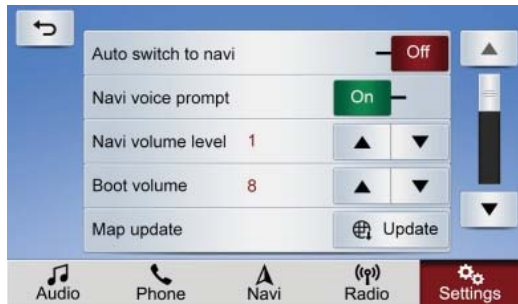 Auto switch to navi Off
Navi voice prompt On
Navi volume level 1
Boot volume 8
Map update Update
Audio Phone Navi Radio Settings